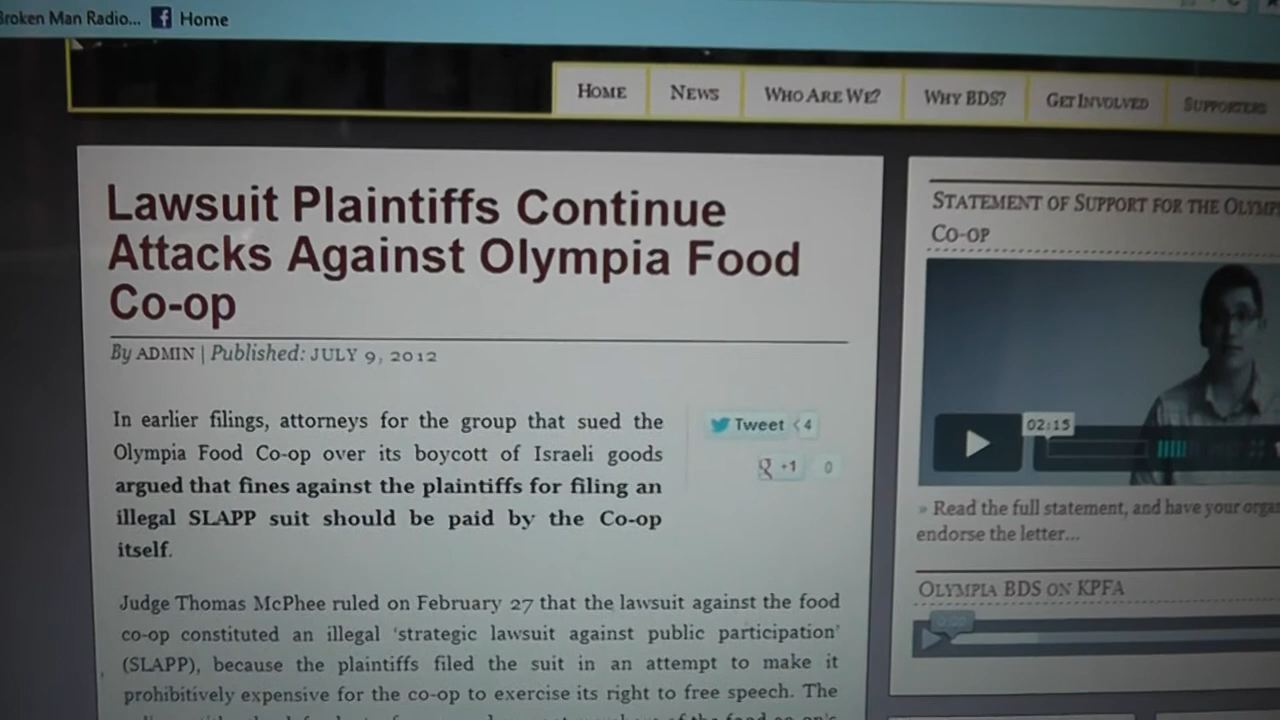 Broken Man Radio... f Home
HOME NEWS WHO ARE WE? WHY BDS? GET INVOLVED SUPPORTERS
Lawsuit Plaintiffs Continue
Attacks Against Olympia Food
Co-op
By ADMIN | Published: JULY 9, 2012
In earlier filings, attorneys for the group that sued the
Olympia Food Co-op over its boycott of Israeli goods
argued that fines against the plaintiffs for filing an
illegal SLAPP suit should be paid by the Co-op
itself.
Tweet 4
+1 0
Judge Thomas McPhee ruled on February 27 that the lawsuit against the food
co-op constituted an illegal 'strategic lawsuit against public participation'
(SLAPP), because the plaintiffs filed the suit in an attempt to make it
prohibitively expensive for the co-op to exercise its right to free speech. The
STATEMENT OF SUPPORT FOR THE
CO-OP
02:15
» Read the full statement, and have your
endorse the letter...
OLYMPIA BDS ON KPFA
0:00